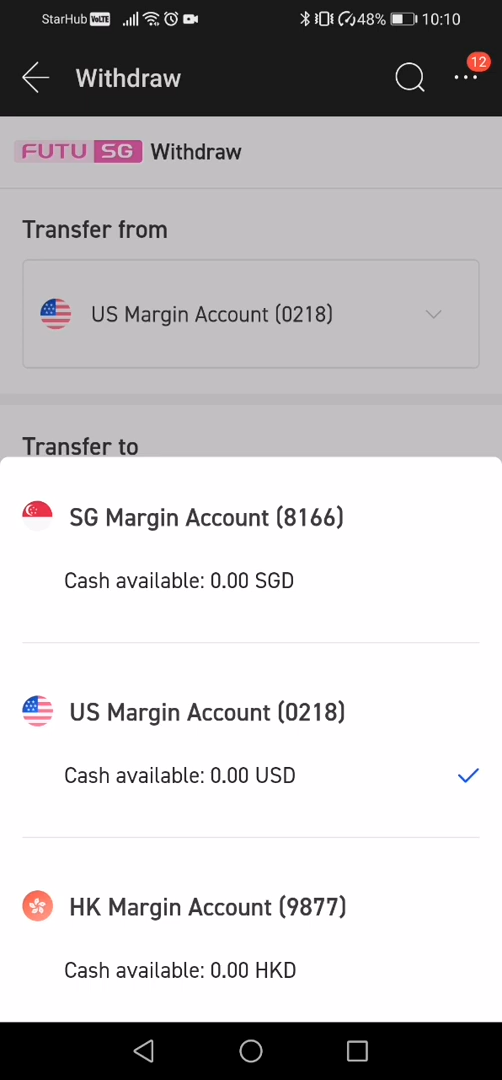 StarHub VoLTE 48% 10:10
Withdraw 12
FUTU SG Withdraw
Transfer from
US Margin Account (0218)
Transfer to
SG Margin Account (8166)
Cash available: 0.00 SGD
US Margin Account (0218)
Cash available: 0.00 USD
HK Margin Account (9877)
Cash available: 0.00 HKD